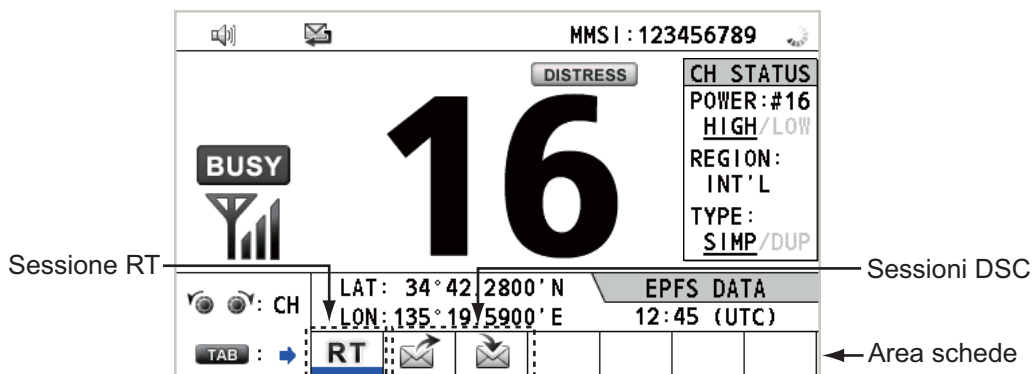 MMSI:123456789
DISTRESS
16
BUSY
CH STATUS
POWER:#16
HIGH/LOW
REGION:
INT'L
TYPE:
SIMP/DUP
Sessione RT
Sessioni DSC
: CH
LAT: 34°42.2800'N
LON:135°19.5900'E
EPFS DATA
12:45 (UTC)
TAB :
RT
Area schede